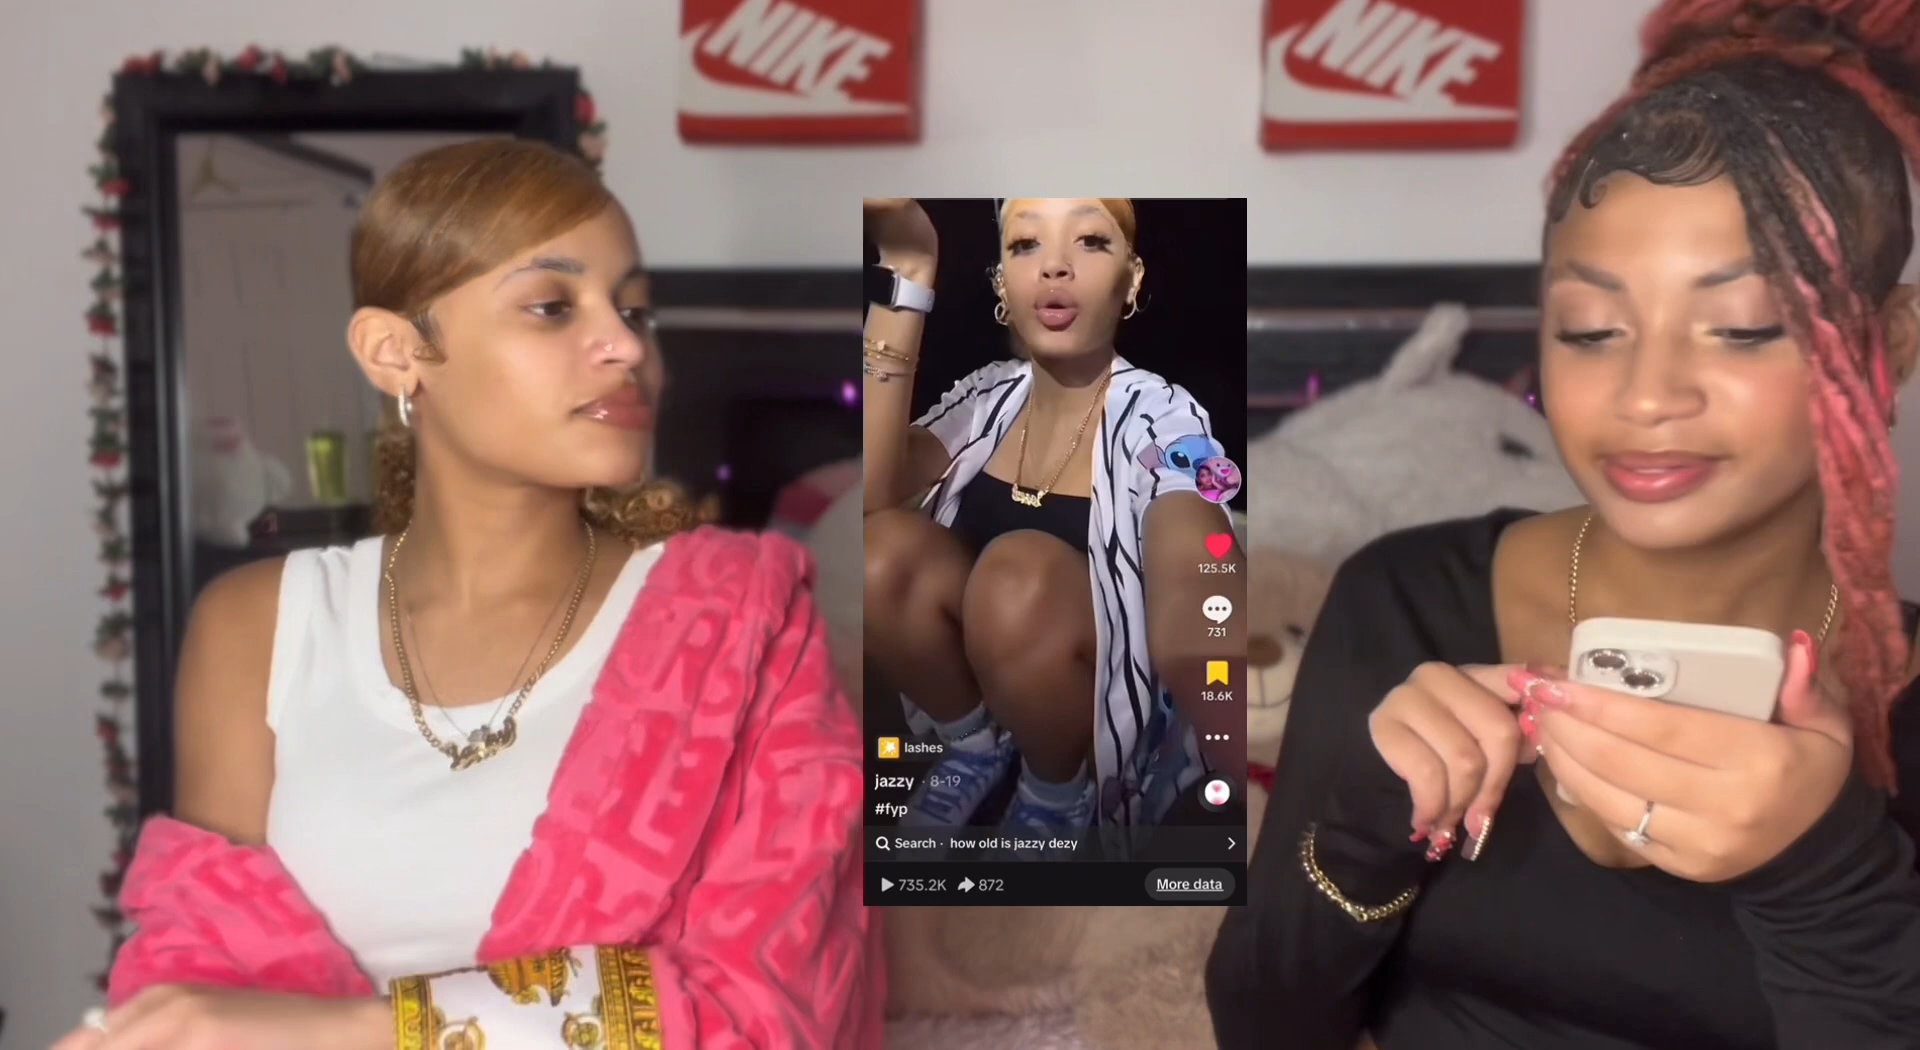 NIKE
NIKE
125.5K
731
18.6K
lashes
jazzy · 8-19
#fyp
Search · how old is jazzy dezy
735.2K 872
More data